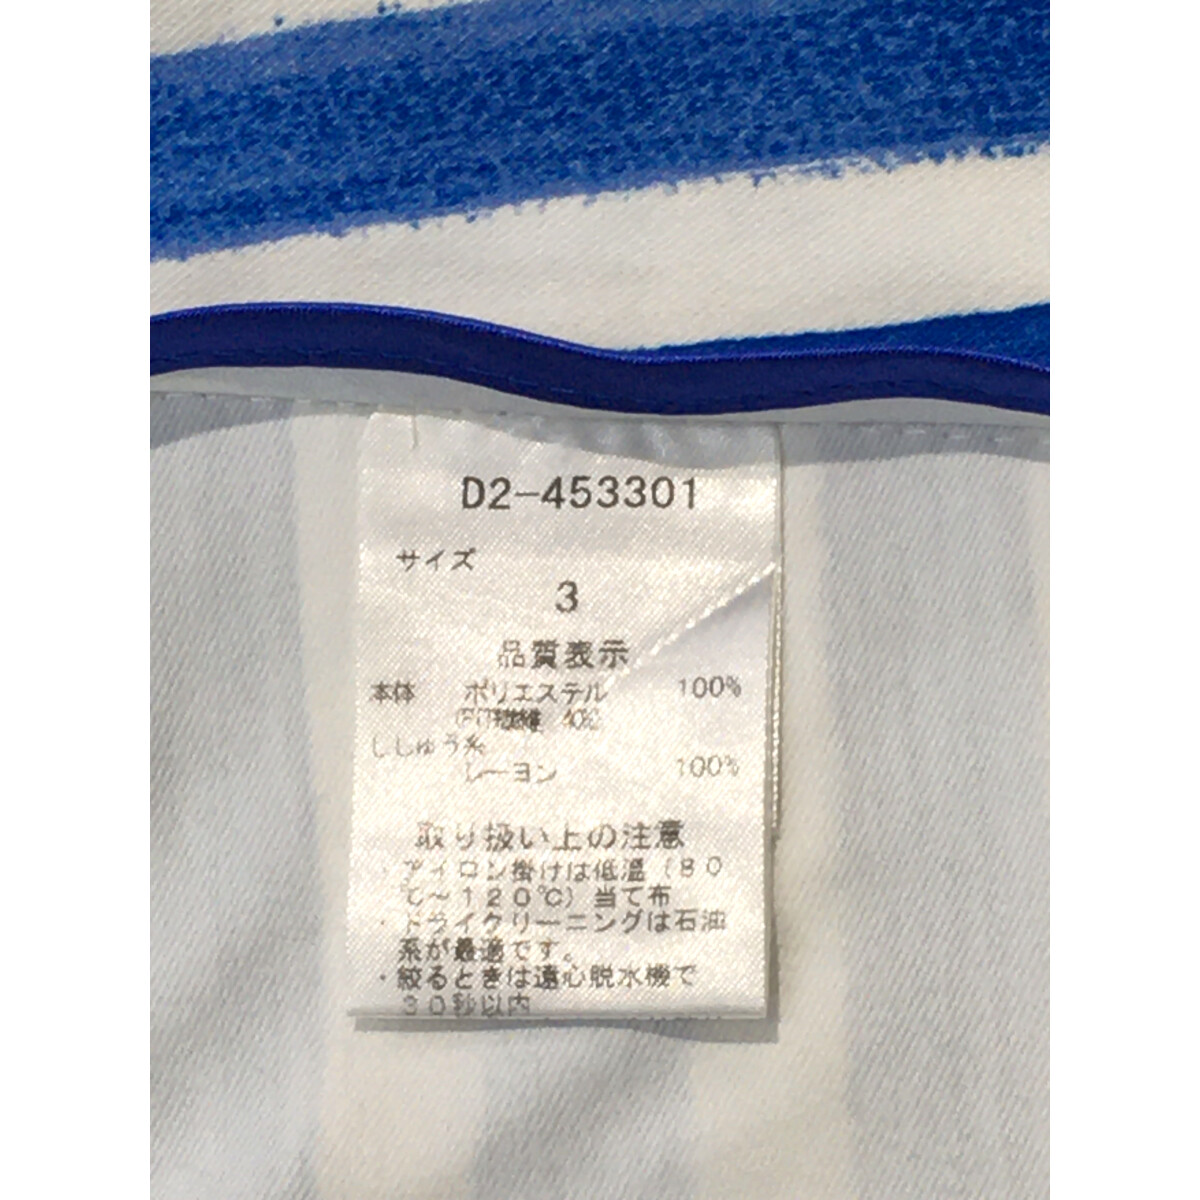 D2-453301
サイズ
3
品質表示
本体 ポリエステル 100%
ししゅう糸
レーヨン 100%
取り扱い上の注意
・アイロン掛けは低温(80
℃~120℃)当て布
・ドライクリーニングは石油
系が最適です。
・絞るときは遠心脱水機で
30秒以内